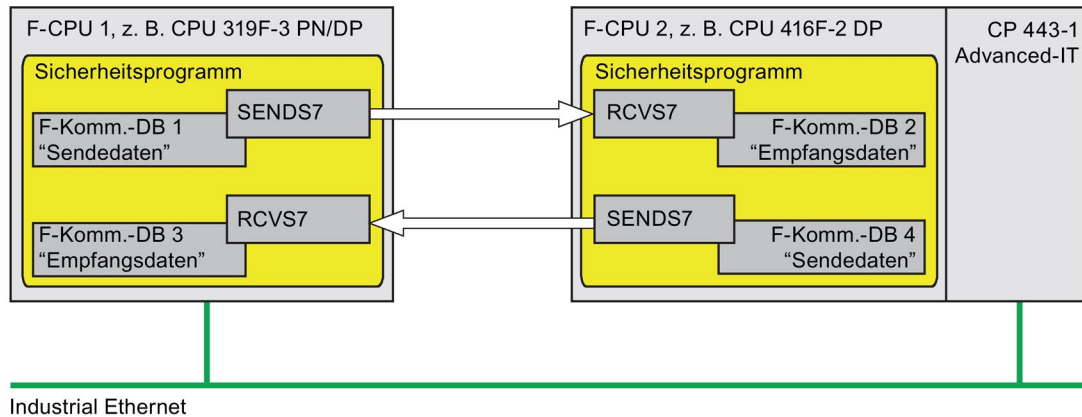 F-CPU 1, z. B. CPU 319F-3 PN/DP
Sicherheitsprogramm
SENDS7
F-Komm.-DB 1
“Sendedaten”
RCVS7
F-Komm.-DB 3
“Empfangsdaten”
F-CPU 2, z. B. CPU 416F-2 DP
Sicherheitsprogramm
RCVS7
F-Komm.-DB 2
“Empfangsdaten”
SENDS7
F-Komm.-DB 4
“Sendedaten”
CP 443-1
Advanced-IT
Industrial Ethernet